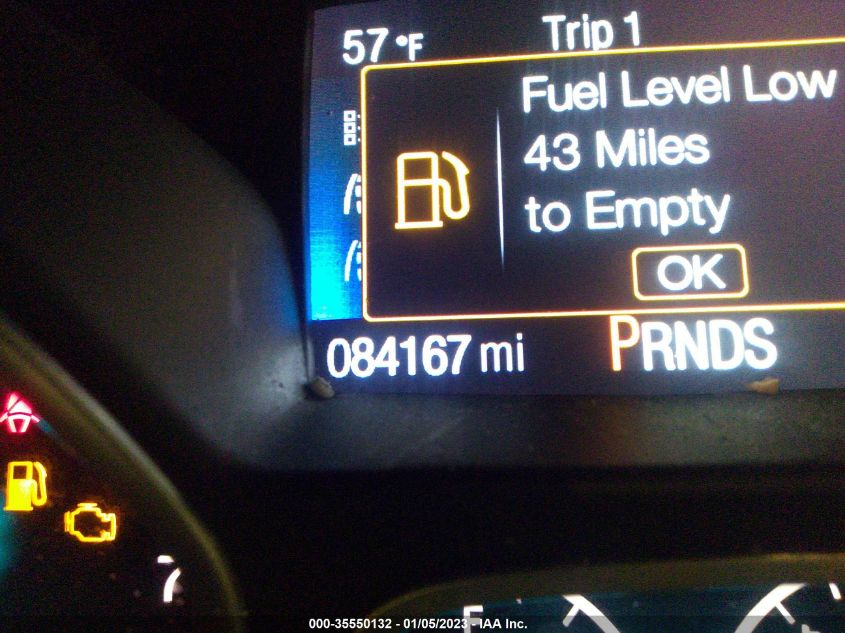 57 °F Trip 1
Fuel Level Low
43 Miles
to Empty
OK
084167 mi PRNDS
7
F
000-35550132 - 01/05/2023 - IAA Inc.